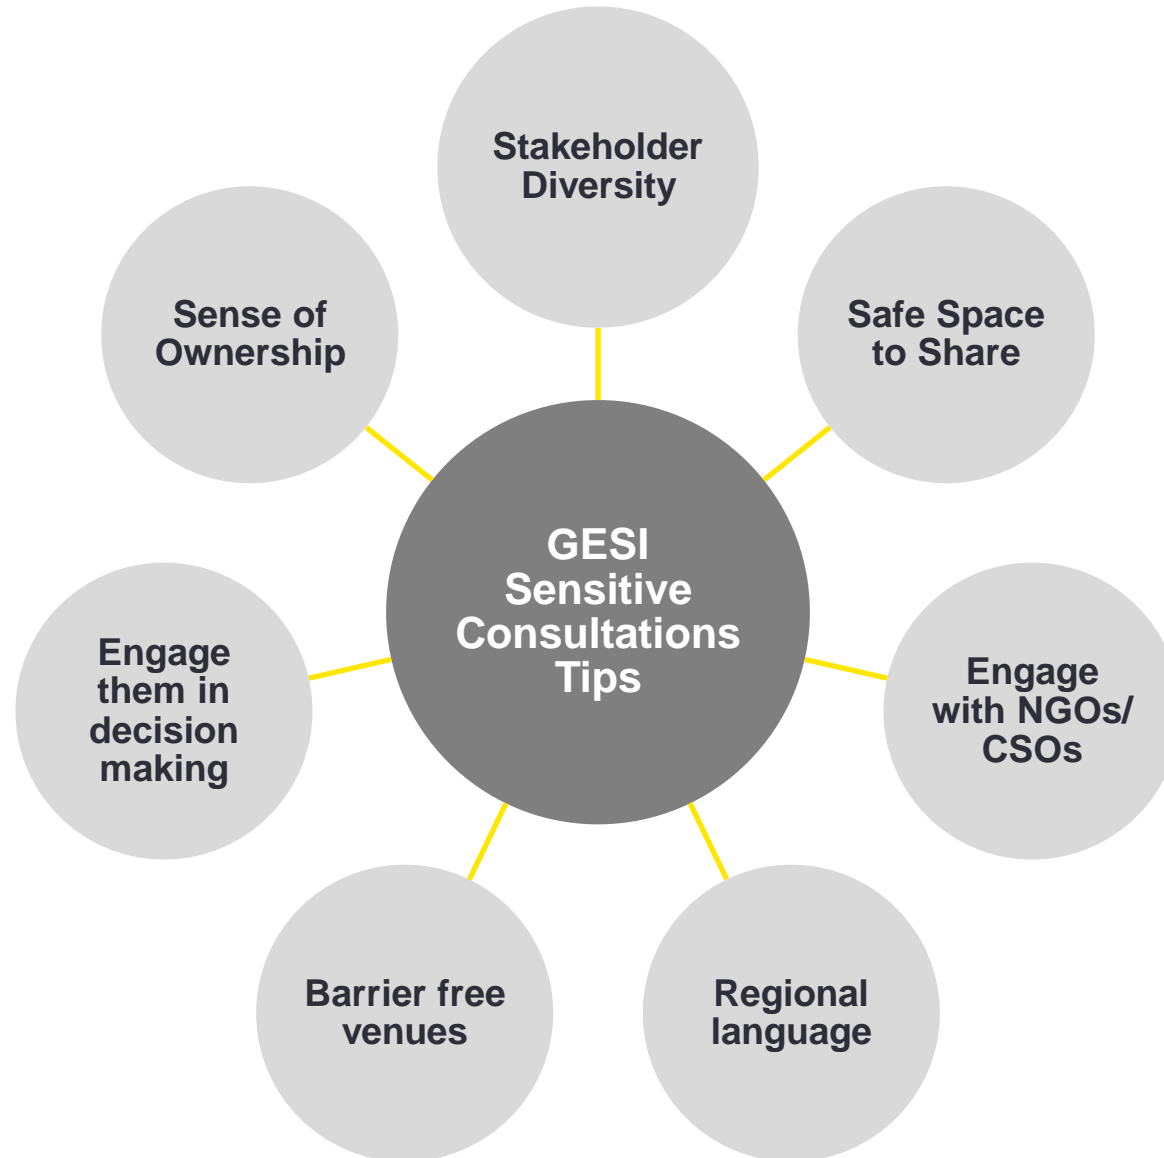 Stakeholder
Diversity
Safe Space
to Share
Engage
with NGOs/
CSOs
Regional
language
Barrier free
venues
Engage
them in
decision
making
Sense of
Ownership
GESI
Sensitive
Consultations
Tips